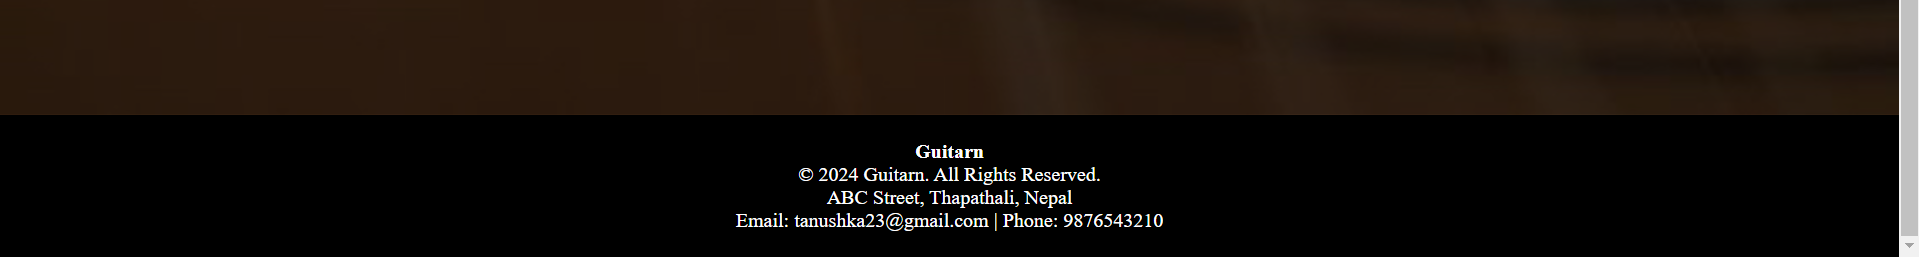 Guitarn
© 2024 Guitarn. All Rights Reserved.
ABC Street, Thapathali, Nepal
Email: tanushka23@gmail.com | Phone: 9876543210